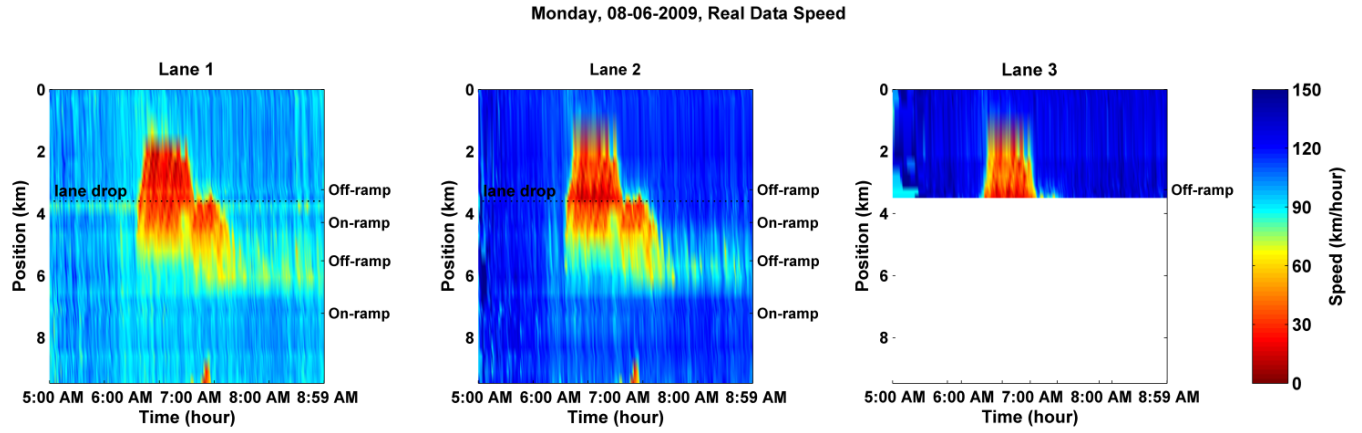 Monday, 08-06-2009, Real Data Speed
Lane 1
0
2
4
6
8
Position (km)
lane drop
Off-ramp
On-ramp
Off-ramp
On-ramp
5:00 AM 6:00 AM 7:00 AM 8:00 AM 8:59 AM
Time (hour)
Lane 2
0
2
4
6
8
Position (km)
lane drop
Off-ramp
On-ramp
Off-ramp
On-ramp
5:00 AM 6:00 AM 7:00 AM 8:00 AM 8:59 AM
Time (hour)
Lane 3
0
2
4
6
8
Position (km)
Off-ramp
5:00 AM 6:00 AM 7:00 AM 8:00 AM 8:59 AM
Time (hour)
150
120
90
60
30
0
Speed (km/hour)